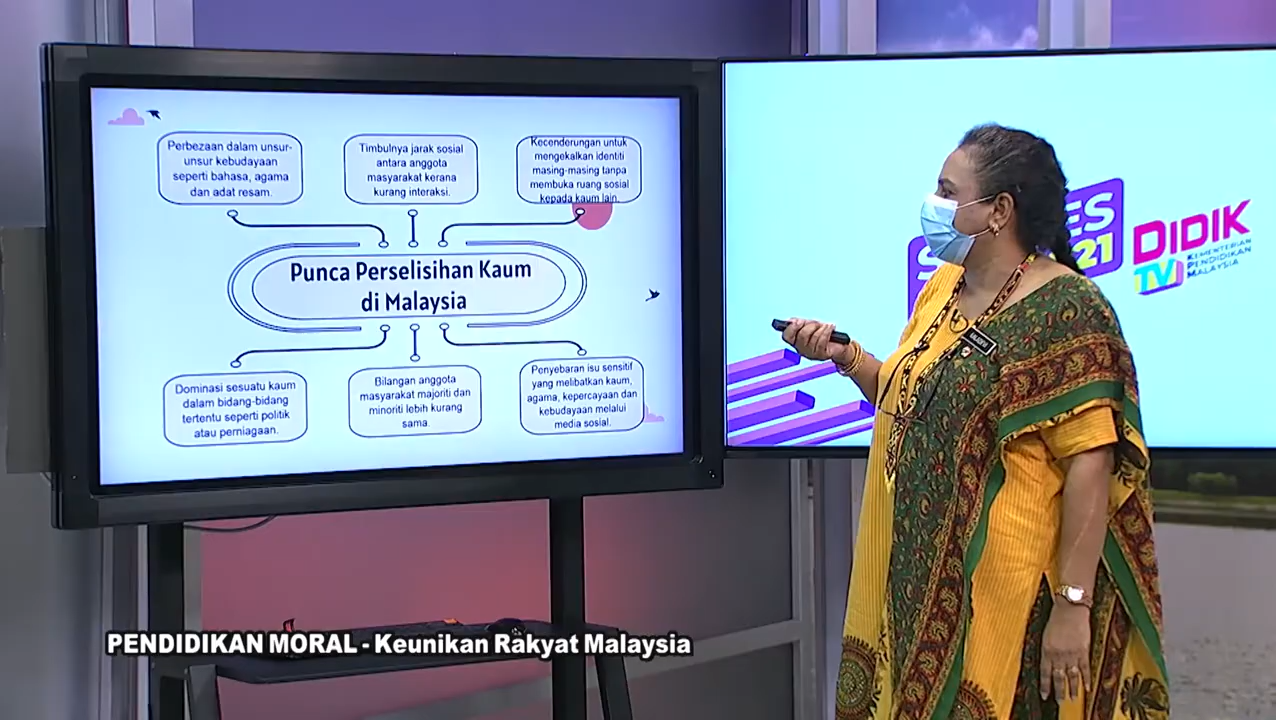 Perbezaan dalam unsur-
unsur kebudayaan
seperti bahasa, agama
dan adat resam.
Timbulnya jarak sosial
antara anggota
masyarakat kerana
kurang interaksi.
Kecenderungan untuk
mengekalkan identiti
masing-masing tanpa
membuka ruang sosial
kepada kaum lain.
Punca Perselisihan Kaum
di Malaysia
Dominasi sesuatu kaum
dalam bidang-bidang
tertentu seperti politik
atau perniagaan.
Bilangan anggota
masyarakat majoriti dan
minoriti lebih kurang
sama.
Penyebaran isu sensitif
yang melibatkan kaum,
agama, kepercayaan dan
kebudayaan melalui
media sosial.
ES
S
21
DIDIK
TV
KEMENTERIAN
PENDIDIKAN
MALAYSIA
PENDIDIKAN MORAL - Keunikan Rakyat Malaysia